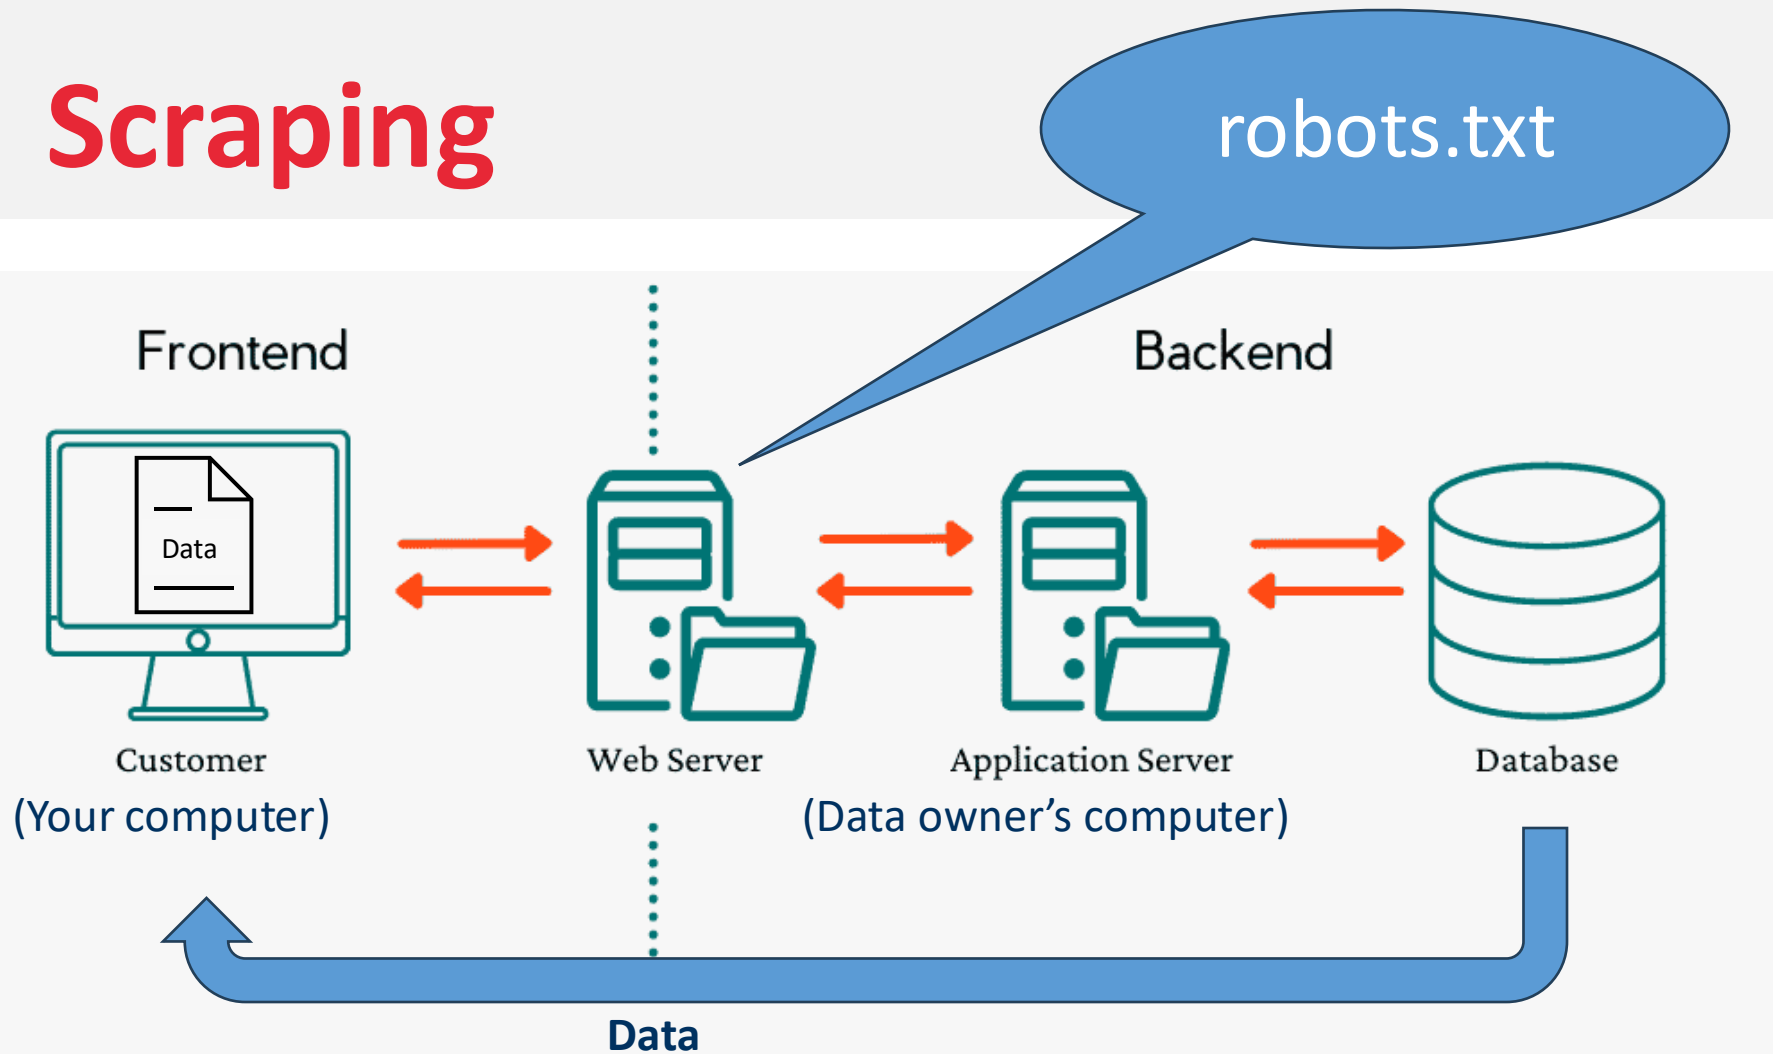 Scraping
robots.txt
Frontend
Backend
Data
Customer
Web Server
Application Server
Database
(Your computer)
(Data owner’s computer)
Data